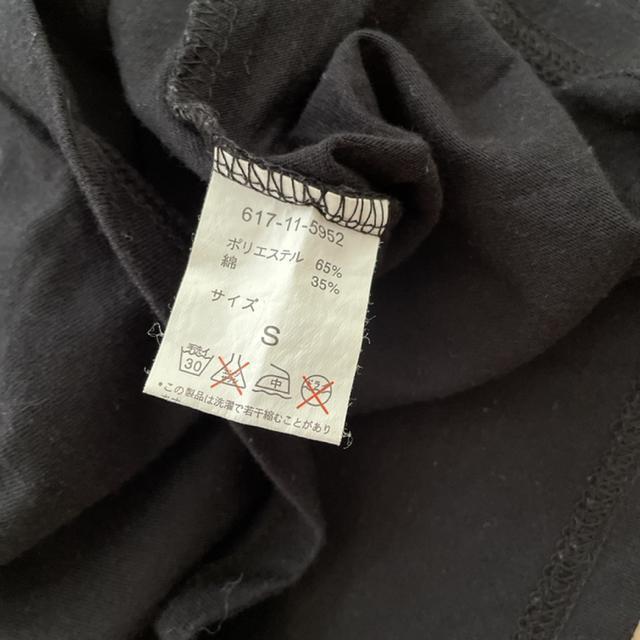 617-11-5952
ポリエステル 65%
綿 35%
サイズ
S
30 中
*この製品は洗濯で若干縮むことがあり